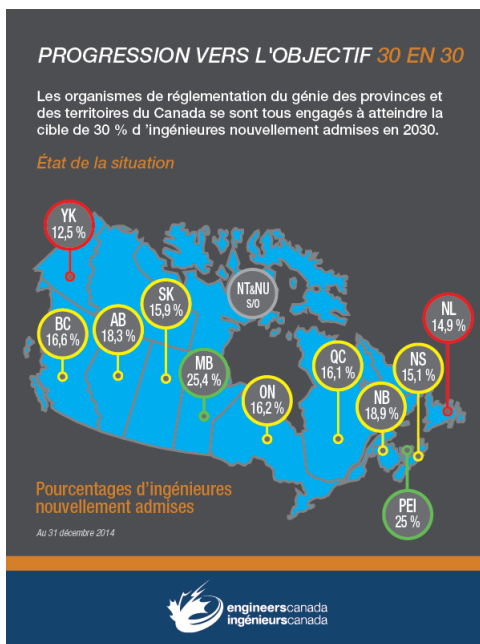 PROGRESSION VERS L'OBJECTIF 30 EN 30
Les organismes de réglementation du génie des provinces et
des territoires du Canada se sont tous engagés à atteindre la
cible de 30 % d 'ingénieures nouvellement admises en 2030.
État de la situation
YK
12,5 %
BC
16,6 %
AB
18,3 %
SK
15,9 %
MB
25,4 %
NT&NU
S/O
ON
16,2 %
QC
16,1 %
NB
18,9 %
NS
15,1 %
NL
14,9 %
PEI
25 %
Pourcentages d'ingénieures
nouvellement admises
Au 31 décembre 2014
engineerscanada
ingénieurscanada